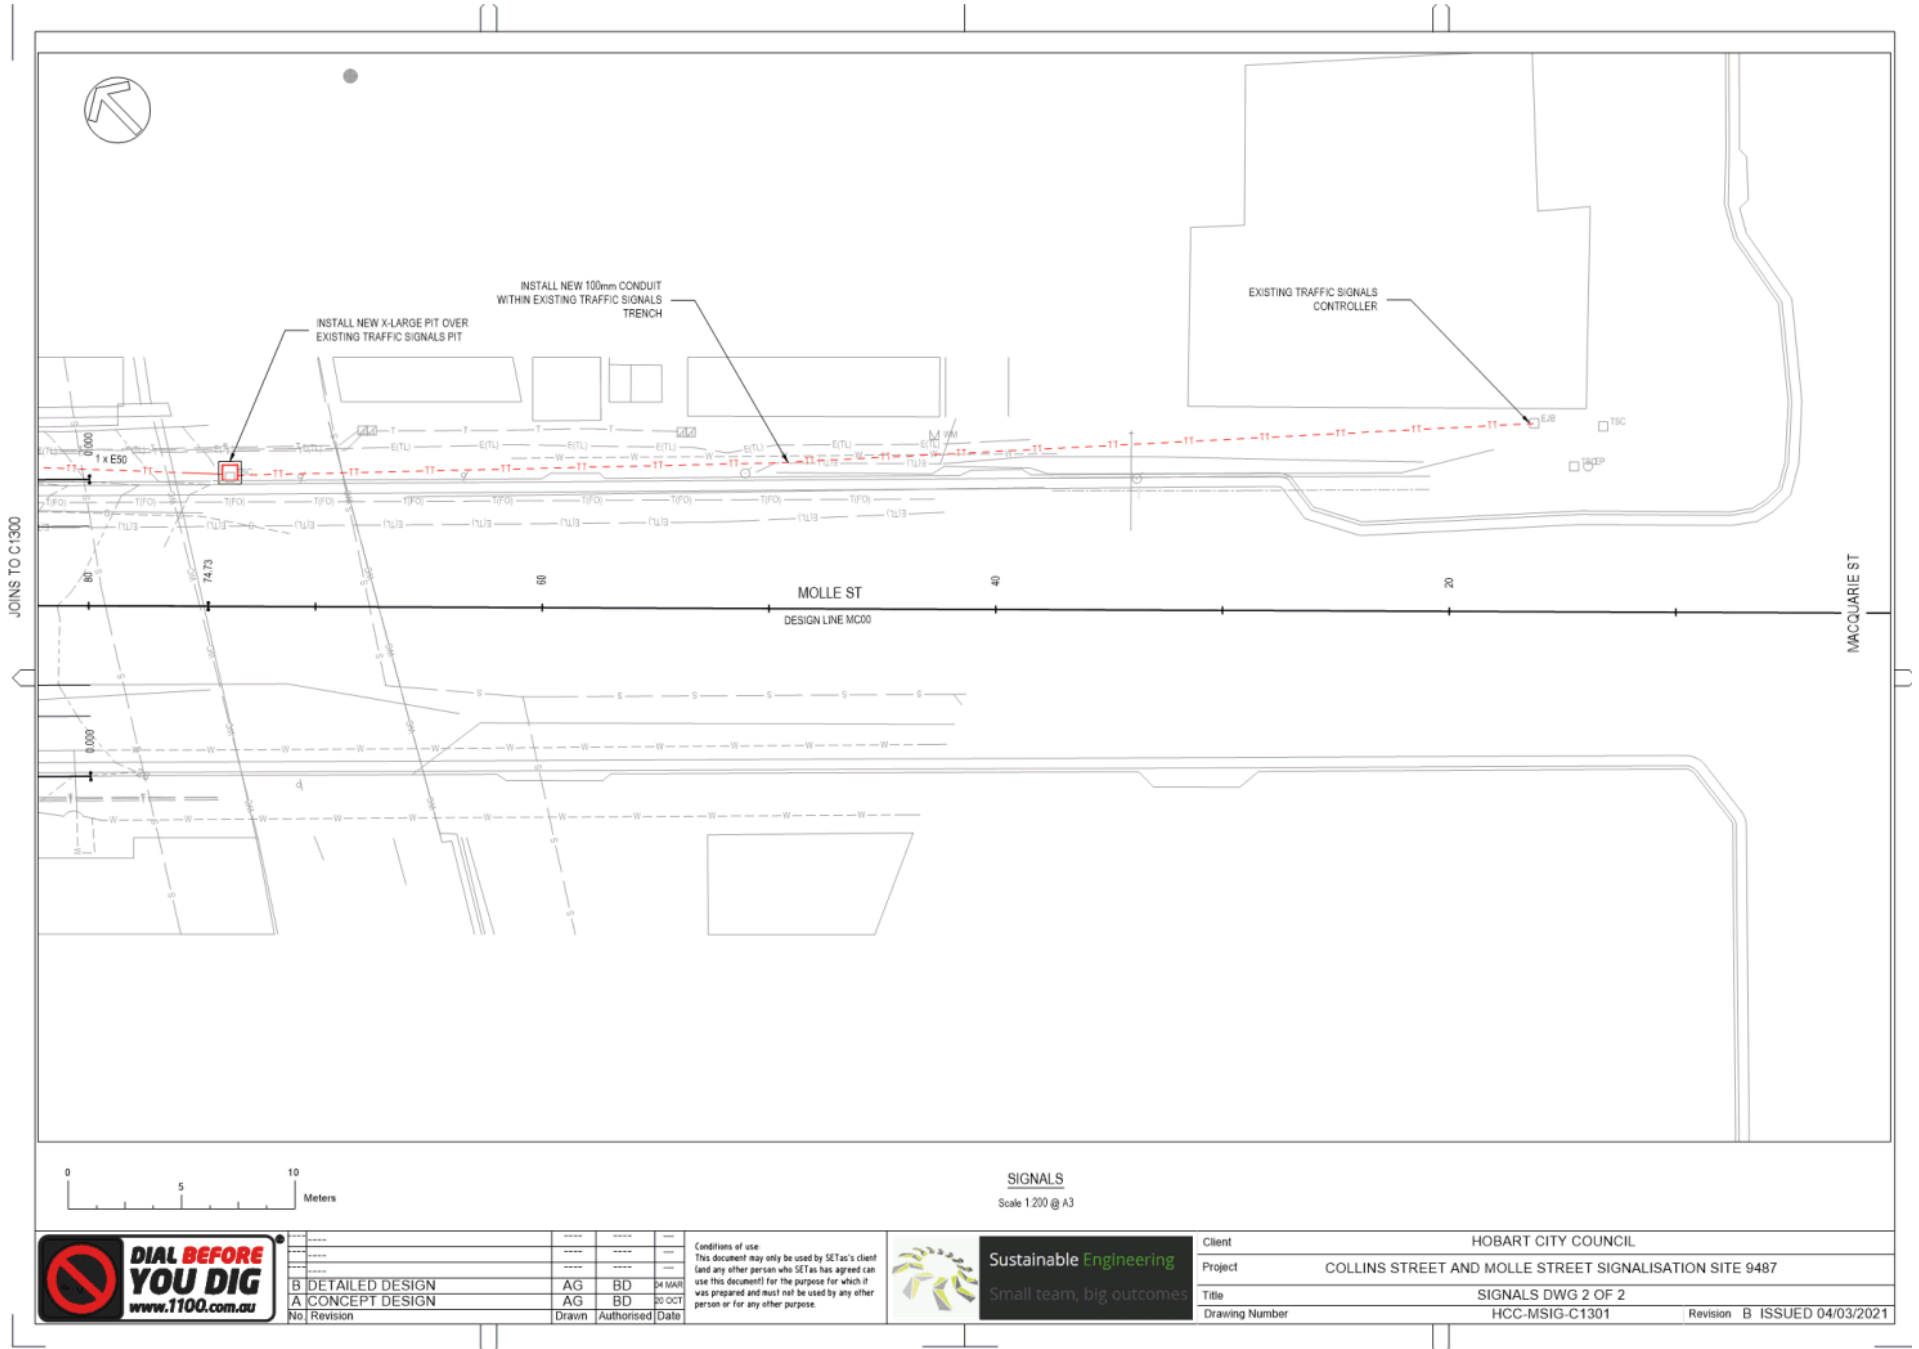 INSTALL NEW 100mm CONDUIT
WITHIN EXISTING TRAFFIC SIGNALS
TRENCH
EXISTING TRAFFIC SIGNALS
CONTROLLER
INSTALL NEW X-LARGE PIT OVER
EXISTING TRAFFIC SIGNALS PIT
EJB
TSC
WM
0.000
1 x E50
JOINS TO C1300
80
74.73
60
40
20
MOLLE ST
DESIGN LINE MC00
MACQUARIE ST
0.000
0
5
10
Meters
SIGNALS
Scale 1:200 @ A3
DIAL BEFORE
YOU DIG
www.1100.com.au
B DETAILED DESIGN AG BD 04 MAR
A CONCEPT DESIGN AG BD 20 OCT
No. Revision Drawn Authorised Date
Conditions of use:
This document may only be used by SETas's client
(and any other person who SETas has agreed can
use this document) for the purpose for which it
was prepared and must not be used by any other
person or for any other purpose.
Sustainable Engineering
Small team, big outcomes
Client HOBART CITY COUNCIL
Project COLLINS STREET AND MOLLE STREET SIGNALISATION SITE 9487
Title SIGNALS DWG 2 OF 2
Drawing Number HCC-MSIG-C1301 Revision B ISSUED 04/03/2021